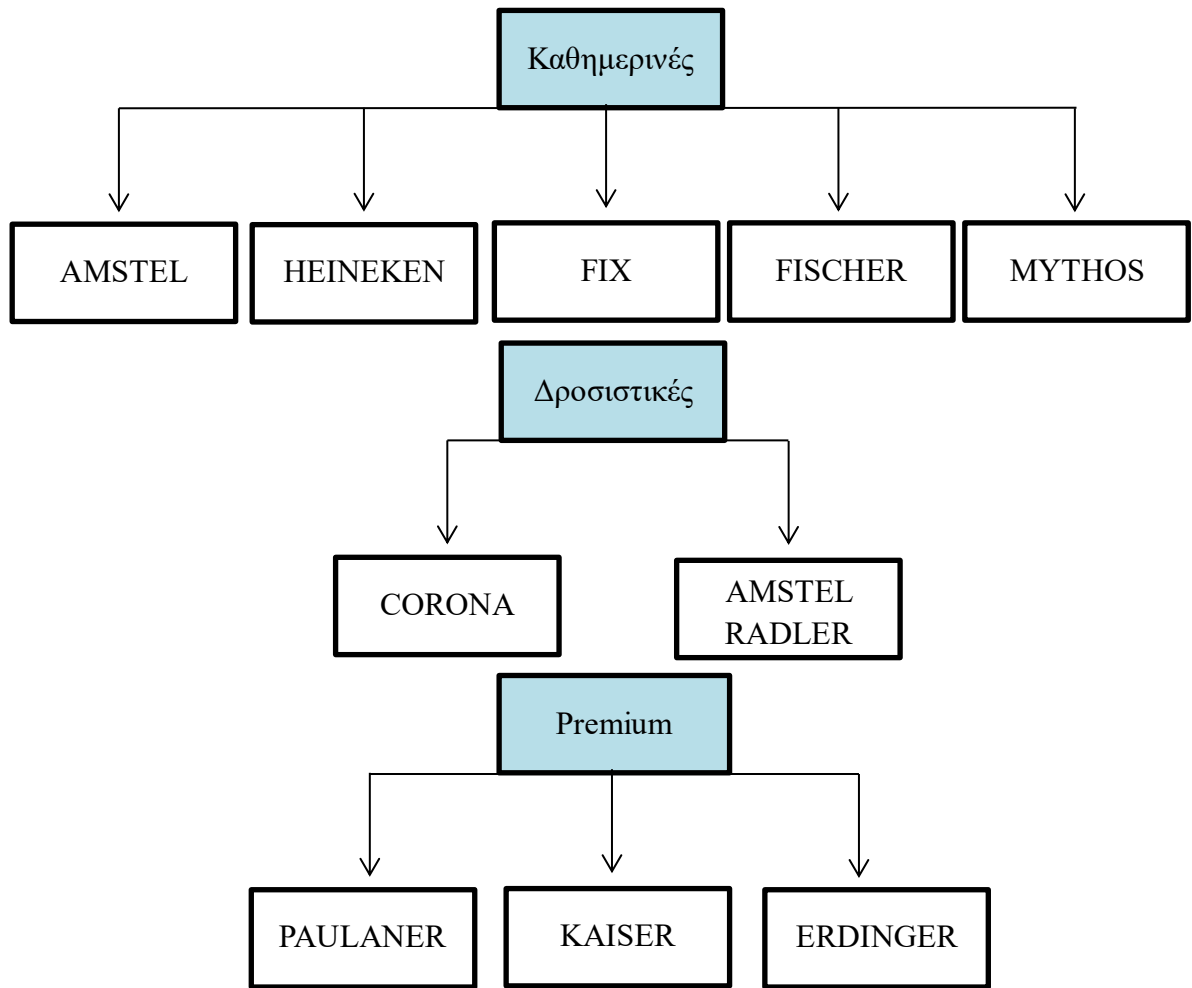 Καθημερινές
AMSTEL
HEINEKEN
FIX
FISCHER
MYTHOS
Δροσιστικές
CORONA
AMSTEL
RADLER
Premium
PAULANER
KAISER
ERDINGER